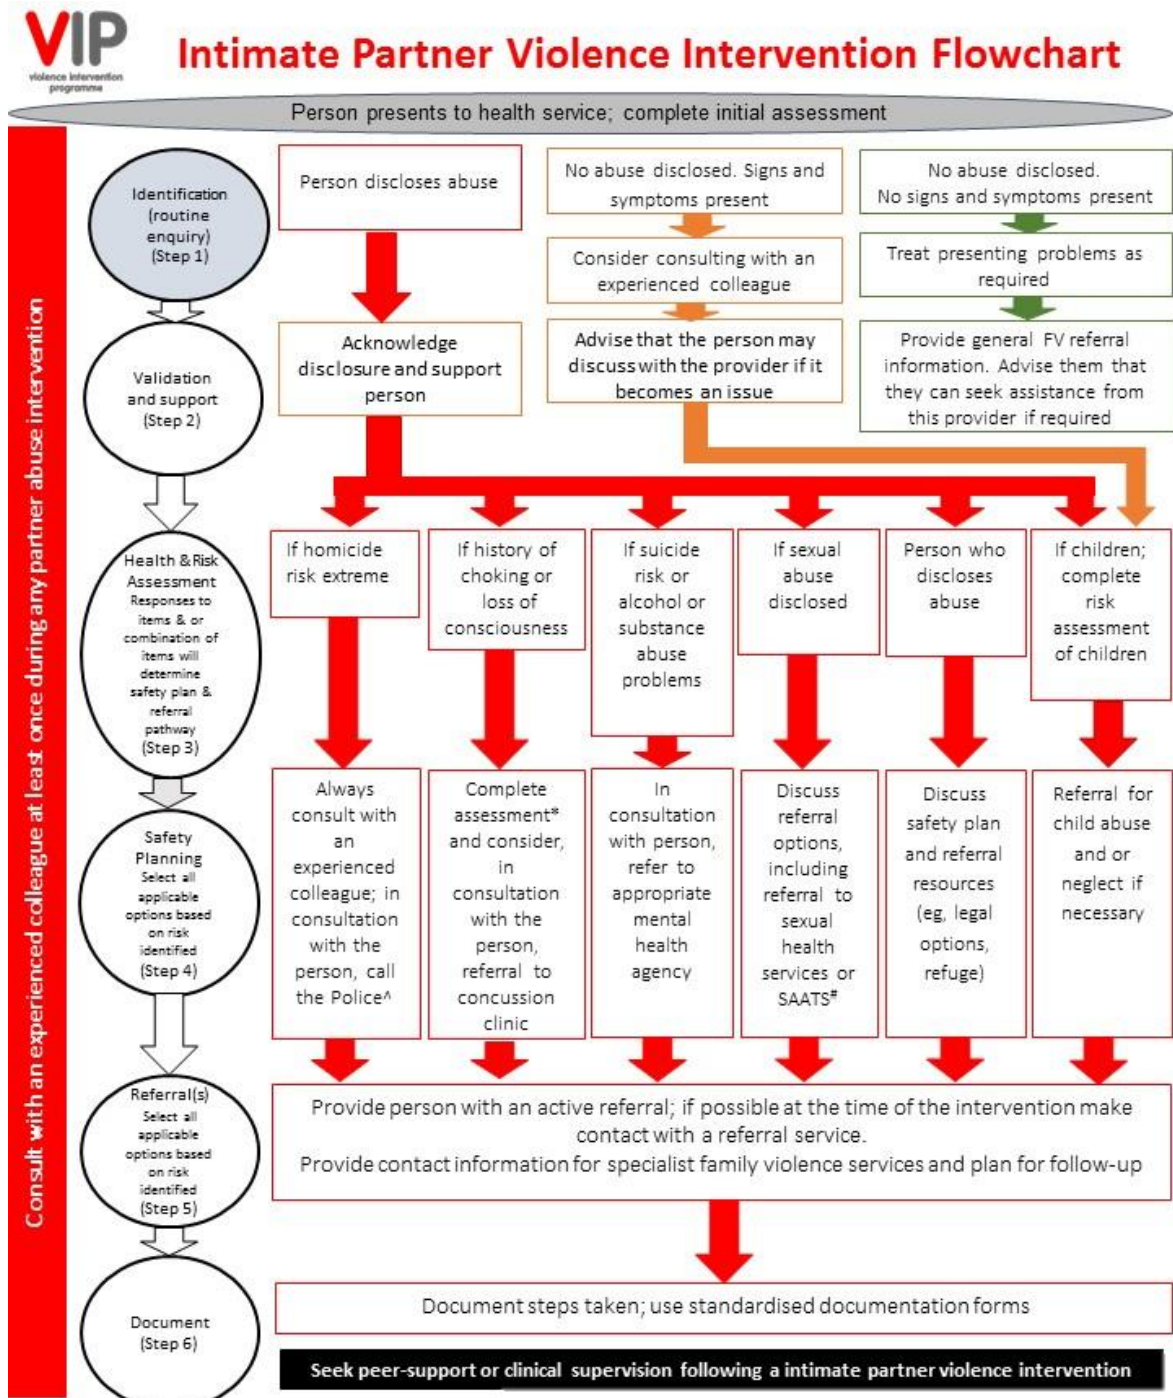 VIP
violence intervention
programme
Intimate Partner Violence Intervention Flowchart
Person presents to health service; complete initial assessment
Consult with an experienced colleague at least once during any partner abuse intervention
Identification
(routine
enquiry)
(Step 1)
Person discloses abuse
No abuse disclosed. Signs and
symptoms present
No abuse disclosed.
No signs and symptoms present
Consider consulting with an
experienced colleague
Treat presenting problems as
required
Validation
and support
(Step 2)
Acknowledge
disclosure and support
person
Advise that the person may
discuss with the provider if it
becomes an issue
Provide general FV referral
information. Advise them that
they can seek assistance from
this provider if required
Health & Risk
Assessment
Responses to
items & or
combination of
items will
determine
safety plan &
referral
pathway
(Step 3)
If homicide
risk extreme
If history of
choking or
loss of
consciousness
If suicide
risk or
alcohol or
substance
abuse
problems
If sexual
abuse
disclosed
Person who
discloses
abuse
If children;
complete
risk
assessment
of children
Safety
Planning
Select all
applicable
options based
on risk
identified
(Step 4)
Always
consult with
an
experienced
colleague; in
consultation
with the
person, call
the Police^
Complete
assessment*
and consider,
in
consultation
with the
person,
referral to
concussion
clinic
In
consultation
with person,
refer to
appropriate
mental
health
agency
Discuss
referral
options,
including
referral to
sexual
health
services or
SAATS#
Discuss
safety plan
and referral
resources
(eg, legal
options,
refuge)
Referral for
child abuse
and or
neglect if
necessary
Referral(s)
Select all
applicable
options based
on risk
identified
(Step 5)
Provide person with an active referral; if possible at the time of the intervention make
contact with a referral service.
Provide contact information for specialist family violence services and plan for follow-up
Document
(Step 6)
Document steps taken; use standardised documentation forms
Seek peer-support or clinical supervision following a intimate partner violence intervention